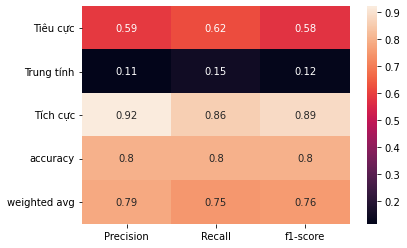 Tiêu cực 0.59 0.62 0.58 0.9
0.8
Trung tính 0.11 0.15 0.12 0.7
0.6
Tích cực 0.92 0.86 0.89 0.5
accuracy 0.8 0.8 0.8 0.4
0.3
weighted avg 0.79 0.75 0.76 0.2
Precision Recall f1-score